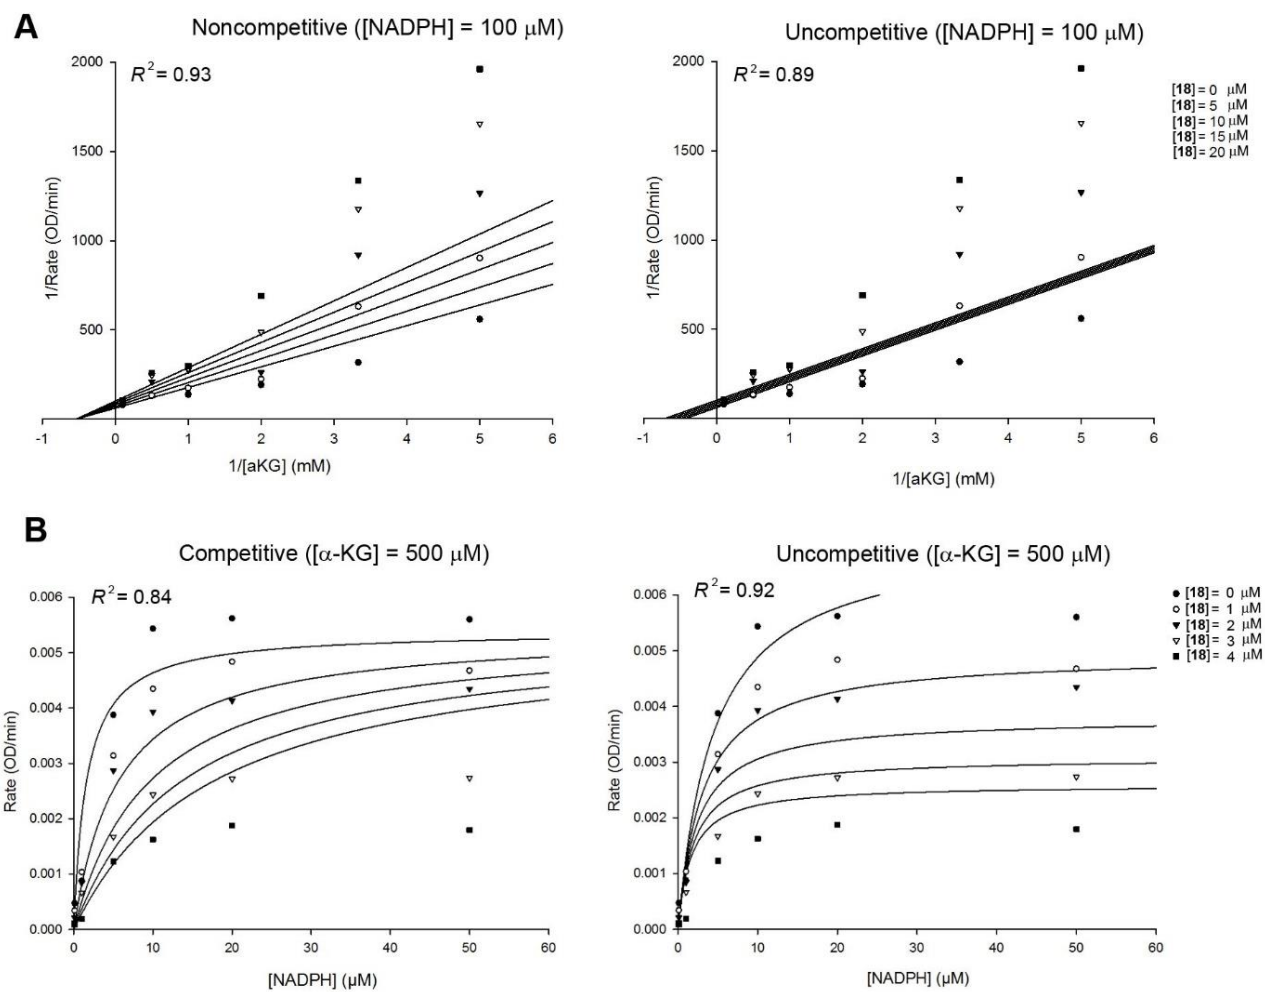 A
Noncompetitive ([NADPH] = 100 μM)
R² = 0.93
2000
1500
1000
500
1/Rate (OD/min)
-1 0 1 2 3 4 5 6
1/[aKG] (mM)
Uncompetitive ([NADPH] = 100 μM)
R² = 0.89
2000
1500
1000
500
1/Rate (OD/min)
-1 0 1 2 3 4 5 6
1/[aKG] (mM)
[18] = 0 μM
[18] = 5 μM
[18] = 10 μM
[18] = 15 μM
[18] = 20 μM
B
Competitive ([α-KG] = 500 μM)
R² = 0.84
0.006
0.005
0.004
0.003
0.002
0.001
0.000
Rate (OD/min)
0 10 20 30 40 50 60
[NADPH] (μM)
Uncompetitive ([α-KG] = 500 μM)
R² = 0.92
0.006
0.005
0.004
0.003
0.002
0.001
0.000
Rate (OD/min)
0 10 20 30 40 50 60
[NADPH] (μM)
[18] = 0 μM
[18] = 1 μM
[18] = 2 μM
[18] = 3 μM
[18] = 4 μM